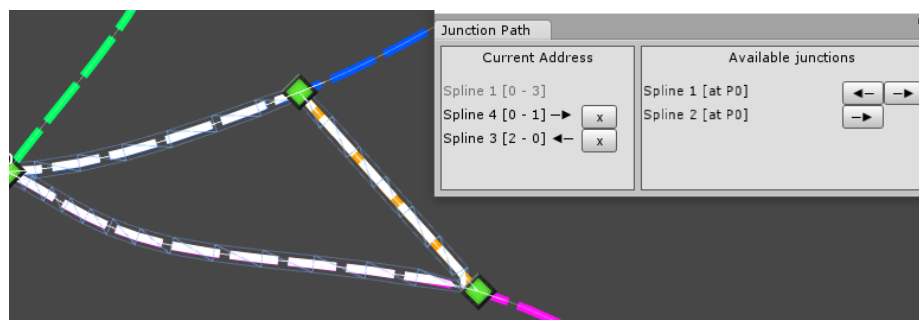 Junction Path
Current Address
Spline 1 [0 - 3]
Spline 4 [0 - 1]
x
Spline 3 [2 - 0]
x
Available junctions
Spline 1 [at P0]
Spline 2 [at P0]